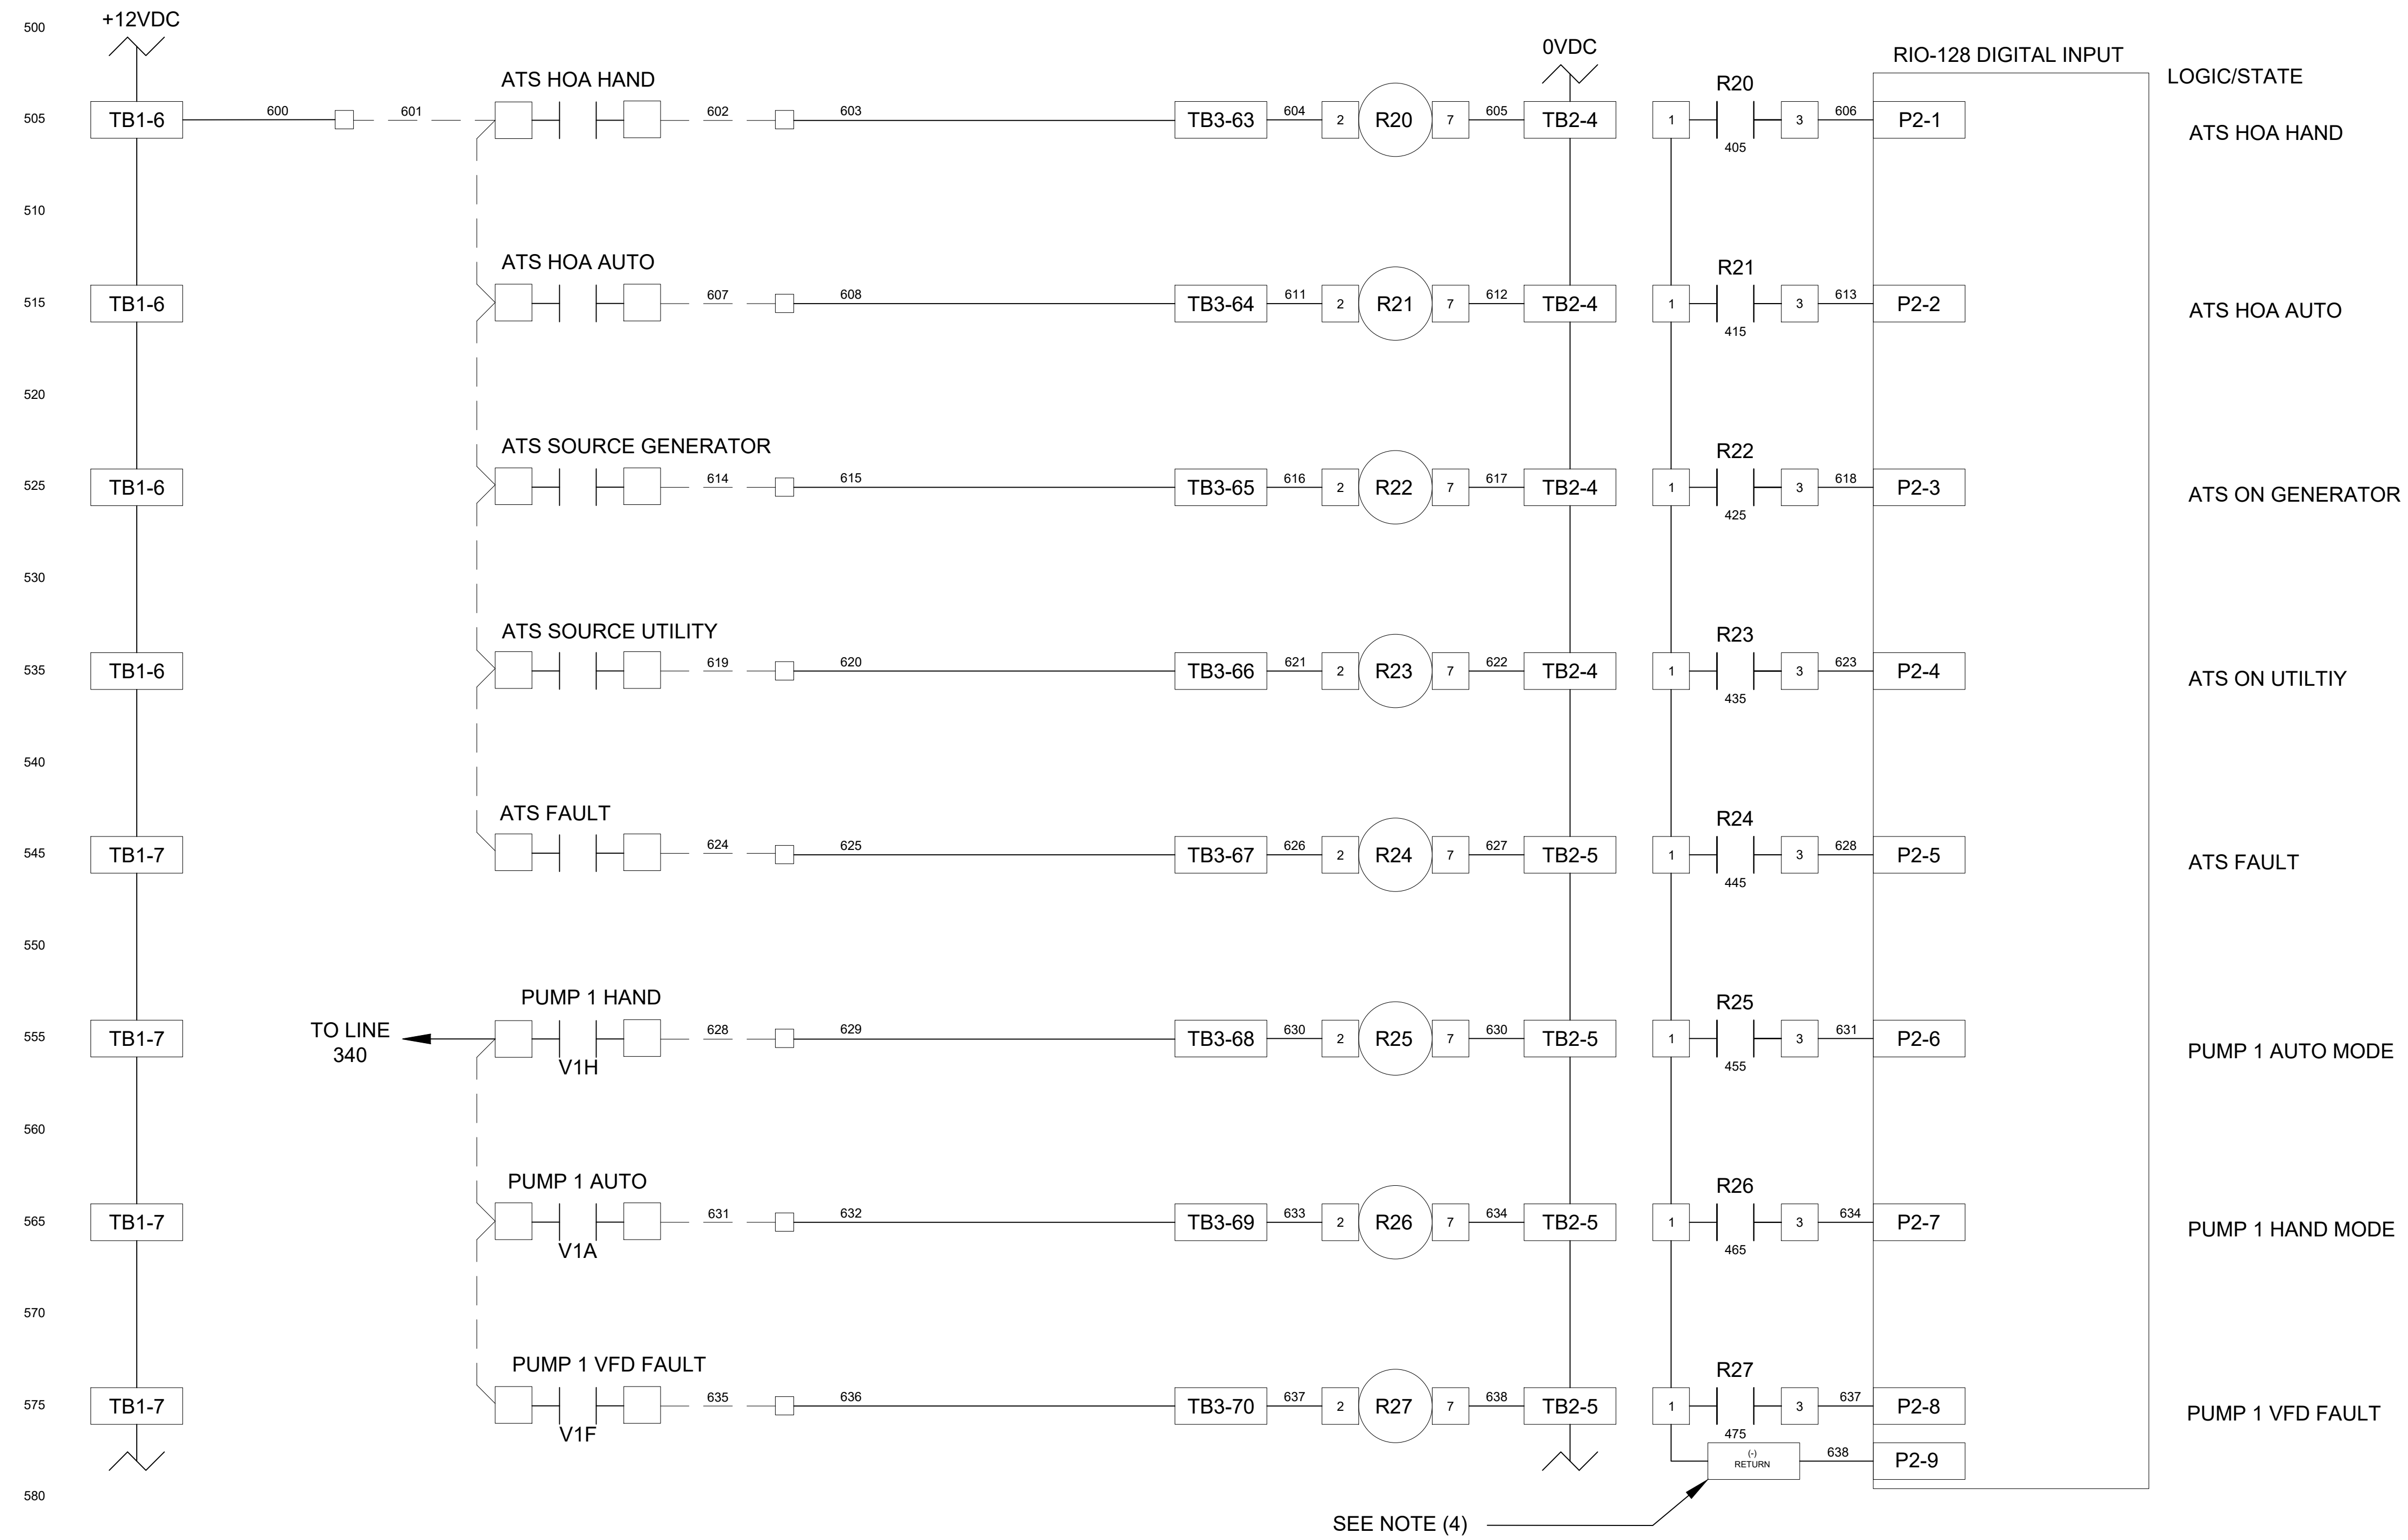 500
+12VDC
0VDC
RIO-128 DIGITAL INPUT
LOGIC/STATE
ATS HOA HAND
R20
505
TB1-6
600
601
602
603
TB3-63
604
2
R20
7
605
TB2-4
1
3
606
P2-1
ATS HOA HAND
405
510
ATS HOA AUTO
R21
515
TB1-6
607
608
TB3-64
611
2
R21
7
612
TB2-4
1
3
613
P2-2
ATS HOA AUTO
415
520
ATS SOURCE GENERATOR
R22
525
TB1-6
614
615
TB3-65
616
2
R22
7
617
TB2-4
1
3
618
P2-3
ATS ON GENERATOR
425
530
ATS SOURCE UTILITY
R23
535
TB1-6
619
620
TB3-66
621
2
R23
7
622
TB2-4
1
3
623
P2-4
ATS ON UTILTIY
435
540
ATS FAULT
R24
545
TB1-7
624
625
TB3-67
626
2
R24
7
627
TB2-5
1
3
628
P2-5
ATS FAULT
445
550
PUMP 1 HAND
R25
555
TB1-7
TO LINE
340
628
629
TB3-68
630
2
R25
7
630
TB2-5
1
3
631
P2-6
PUMP 1 AUTO MODE
V1H
455
560
PUMP 1 AUTO
R26
565
TB1-7
631
632
TB3-69
633
2
R26
7
634
TB2-5
1
3
634
P2-7
PUMP 1 HAND MODE
V1A
465
570
PUMP 1 VFD FAULT
R27
575
TB1-7
635
636
TB3-70
637
2
R27
7
638
TB2-5
1
3
637
P2-8
PUMP 1 VFD FAULT
V1F
475
(-)
RETURN
638
P2-9
580
SEE NOTE (4)